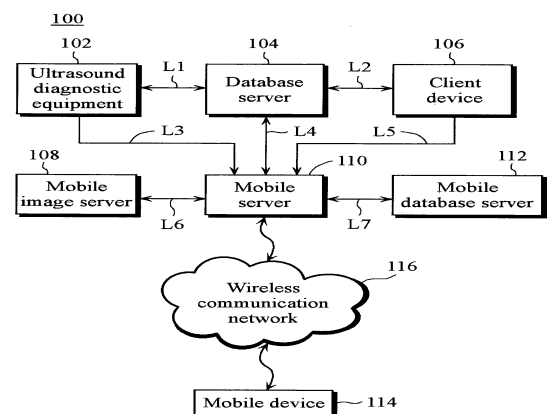 100
102
104
106
Ultrasound
diagnostic
equipment
L1
Database
server
L2
Client
device
L3
L4
L5
108
110
112
Mobile
image server
L6
Mobile
server
L7
Mobile
database server
116
Wireless
communication
network
Mobile device
114